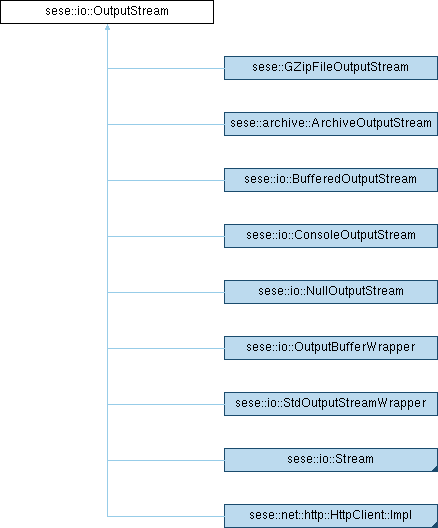 sese::io::OutputStream
sese::GZipFileOutputStream
sese::archive::ArchiveOutputStream
sese::io::BufferedOutputStream
sese::io::ConsoleOutputStream
sese::io::NullOutputStream
sese::io::OutputBufferWrapper
sese::io::StdOutputStreamWrapper
sese::io::Stream
sese::net::http::HttpClient::Impl